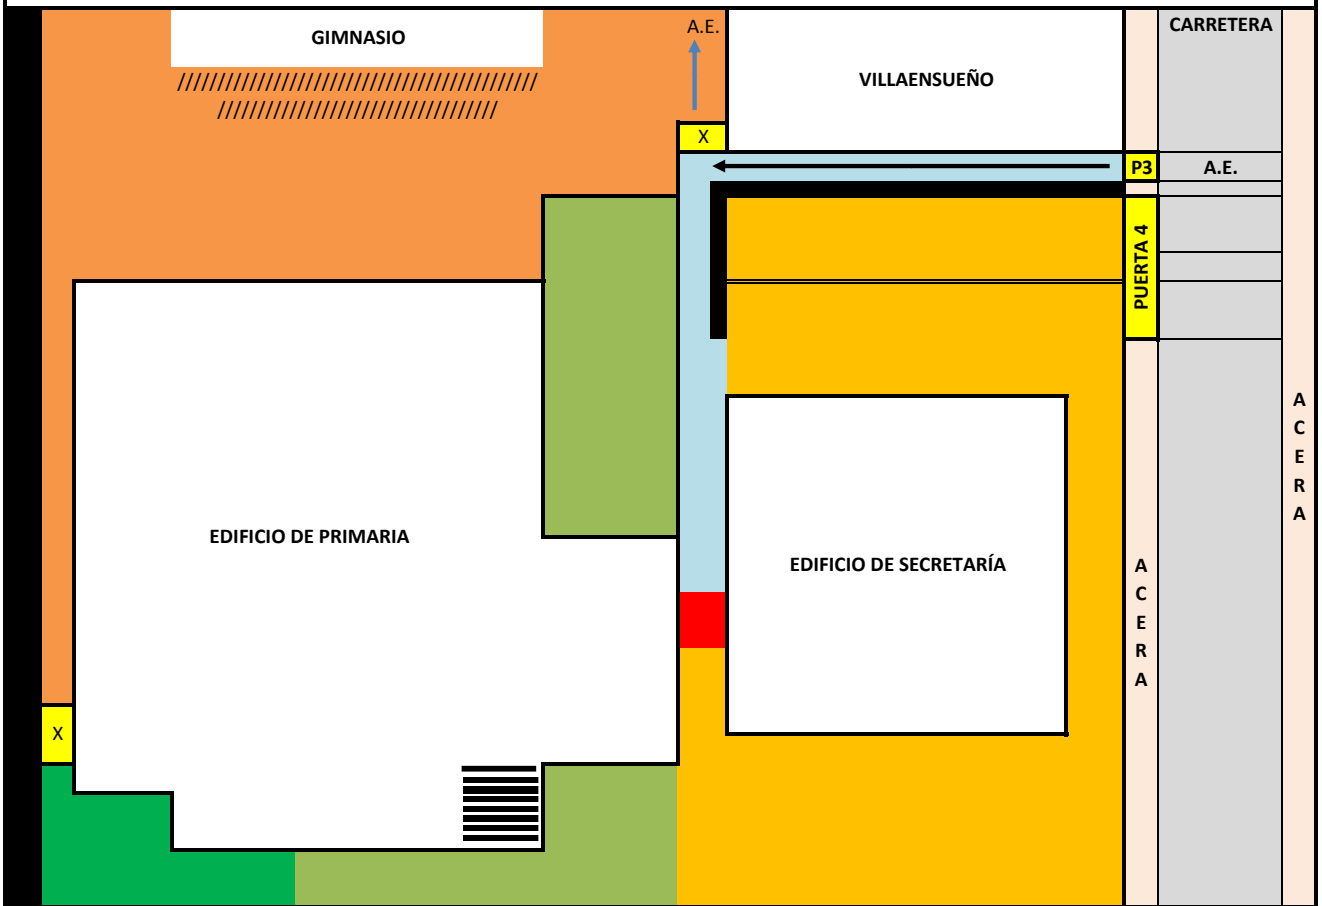 GIMNASIO
A.E.
CARRETERA
VILLAENSUEÑO
X
P3
A.E.
PUERTA 4
EDIFICIO DE PRIMARIA
EDIFICIO DE SECRETARÍA
X
A
C
E
R
A
A
C
E
R
A